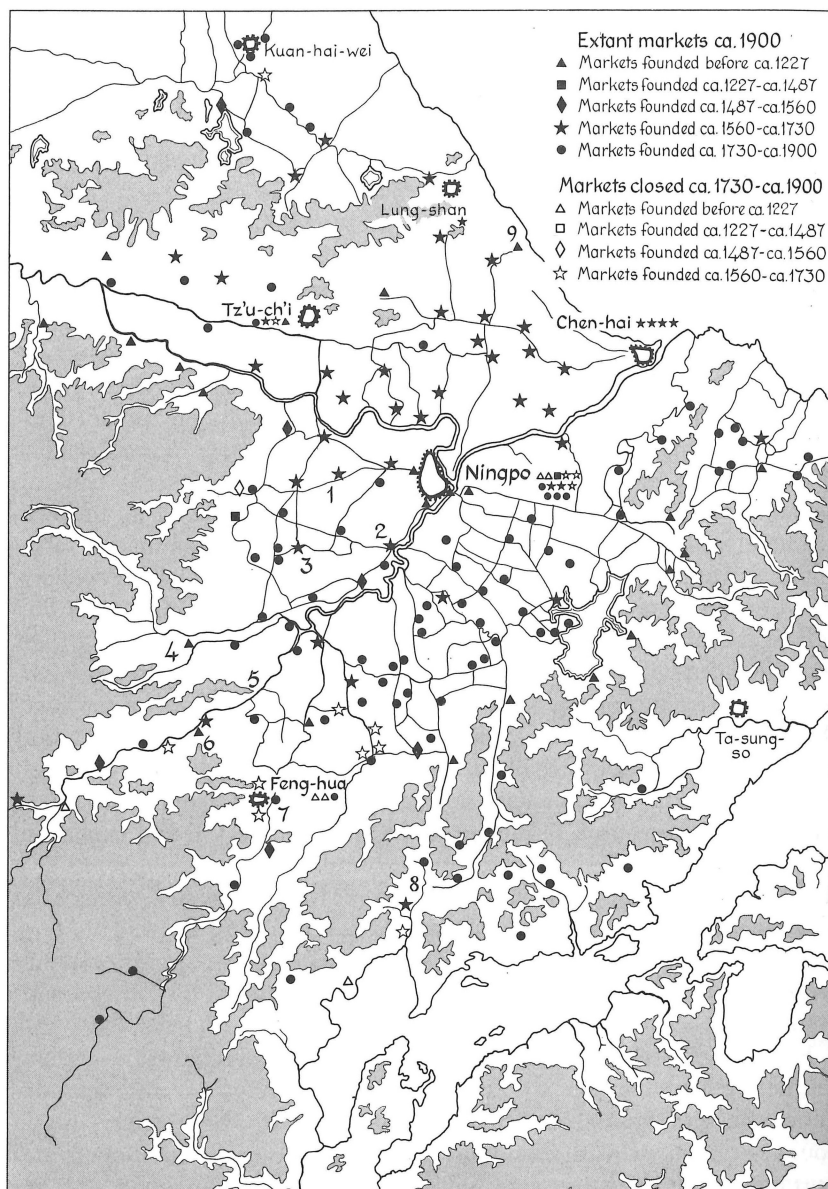 Extant markets ca. 1900
Markets founded before ca. 1227
Markets founded ca. 1227-ca. 1487
Markets founded ca. 1487-ca. 1560
Markets founded ca. 1560-ca. 1730
Markets founded ca. 1730-ca. 1900
Markets closed ca. 1730-ca. 1900
Markets founded before ca. 1227
Markets founded ca. 1227-ca. 1487
Markets founded ca. 1487-ca. 1560
Markets founded ca. 1560-ca. 1730
Kuan-hai-wei
Lung-shan
9
Tz'u-ch'i
Chen-hai
Ningpo
1
2
3
4
5
6
Ta-sung-
so
Feng-hua
7
8